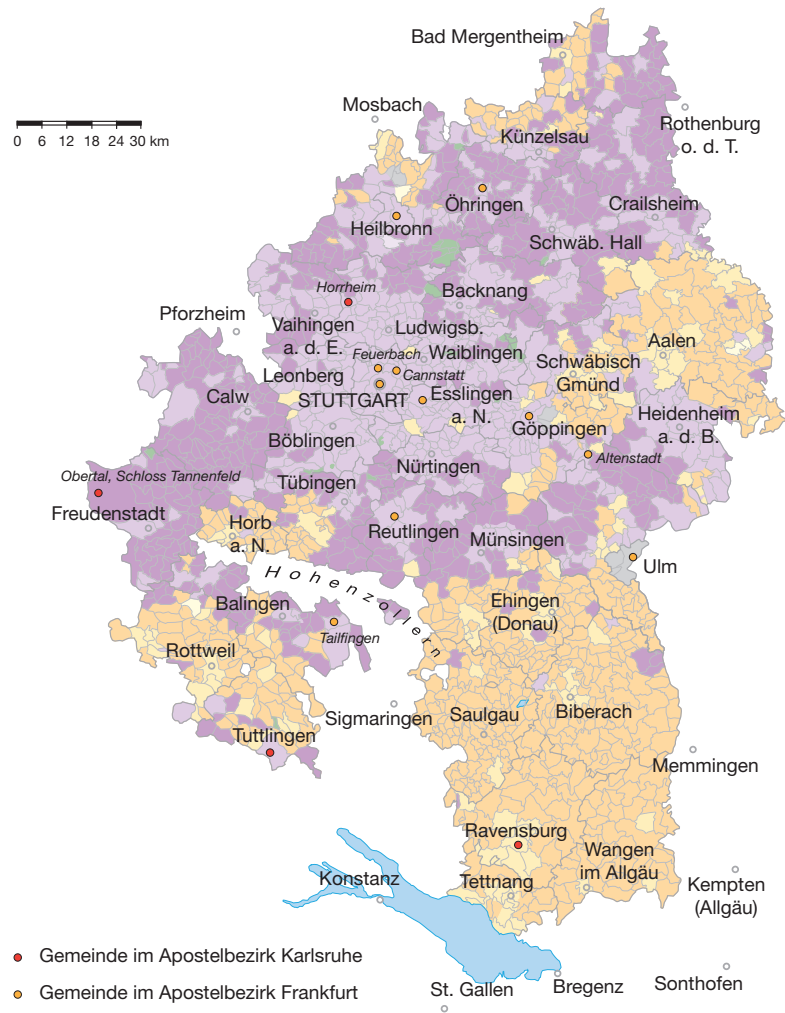 Bad Mergentheim
Mosbach
0 6 12 18 24 30 km
Künzelsau
Rothenburg
o. d. T.
Öhringen
Crailsheim
Heilbronn
Schwäb. Hall
Horrheim
Backnang
Pforzheim
Vaihingen
a. d. E.
Ludwigsb.
Aalen
Feuerbach
Waiblingen
Schwäbisch
Gmünd
Leonberg
Cannstatt
Calw
STUTTGART
Esslingen
a. N.
Heidenheim
a. d. B.
Göppingen
Böblingen
Altenstadt
Nürtingen
Obertal, Schloss Tannenfeld
Tübingen
Freudenstadt
Horb
a. N.
Reutlingen
Münsingen
Ulm
Hohenzollern
Balingen
Ehingen
(Donau)
Tailfingen
Rottweil
Sigmaringen
Saulgau
Biberach
Tuttlingen
Memmingen
Ravensburg
Wangen
im Allgäu
Konstanz
Tettnang
Kempten
(Allgäu)
Gemeinde im Apostelbezirk Karlsruhe
Gemeinde im Apostelbezirk Frankfurt
St. Gallen
Bregenz
Sonthofen